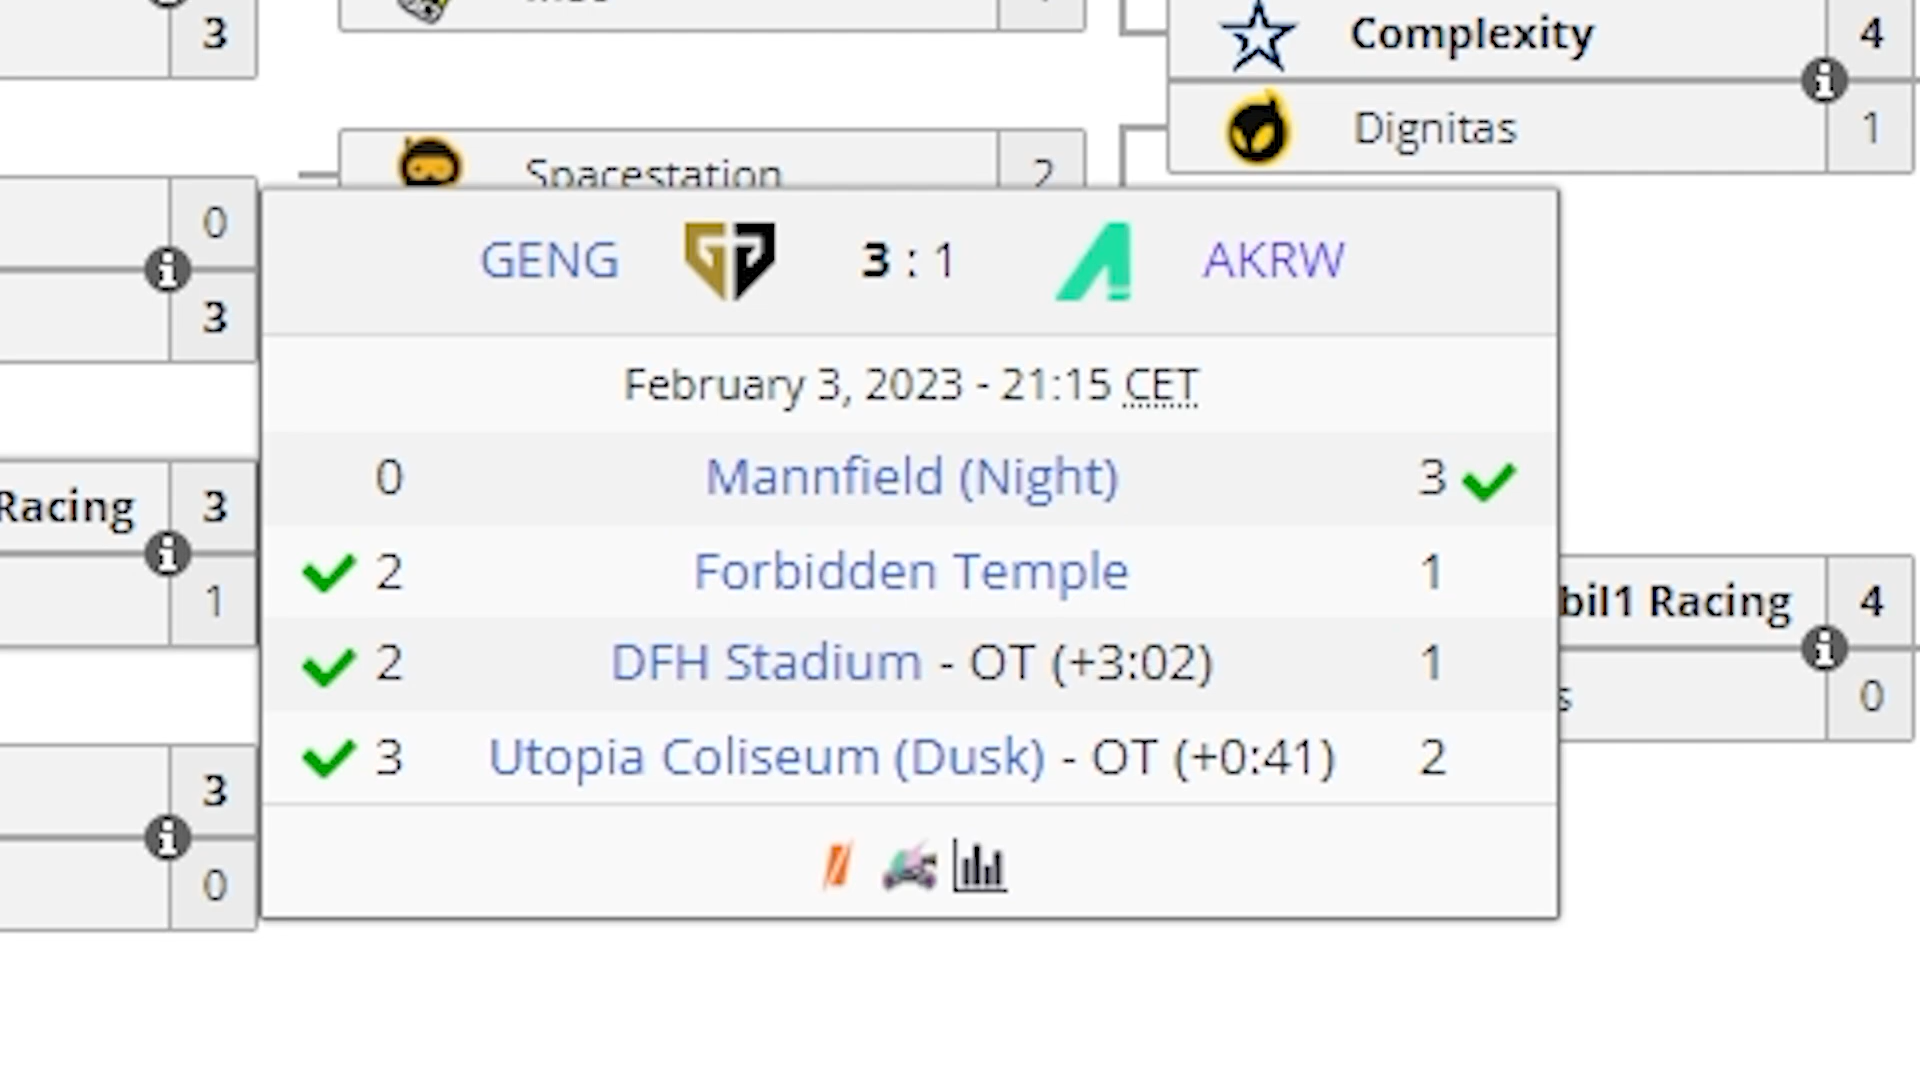 3
Complexity 4
Dignitas 1
Spacestation 2
0
3
GENG 3 : 1 AKRW
February 3, 2023 - 21:15 CET
0 Mannfield (Night) 3
2 Forbidden Temple 1
2 DFH Stadium - OT (+3:02) 1
3 Utopia Coliseum (Dusk) - OT (+0:41) 2
Racing 3
1
bil1 Racing 4
s 0
3
0